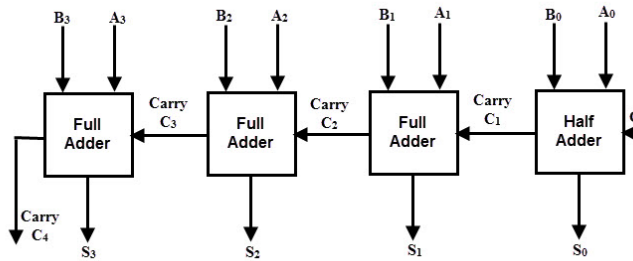 B₃ A₃ B₂ A₂ B₁ A₁ B₀ A₀
Carry C₃
Carry C₂
Carry C₁
Full Adder
Full Adder
Full Adder
Half Adder
Carry C₄
S₃ S₂ S₁ S₀